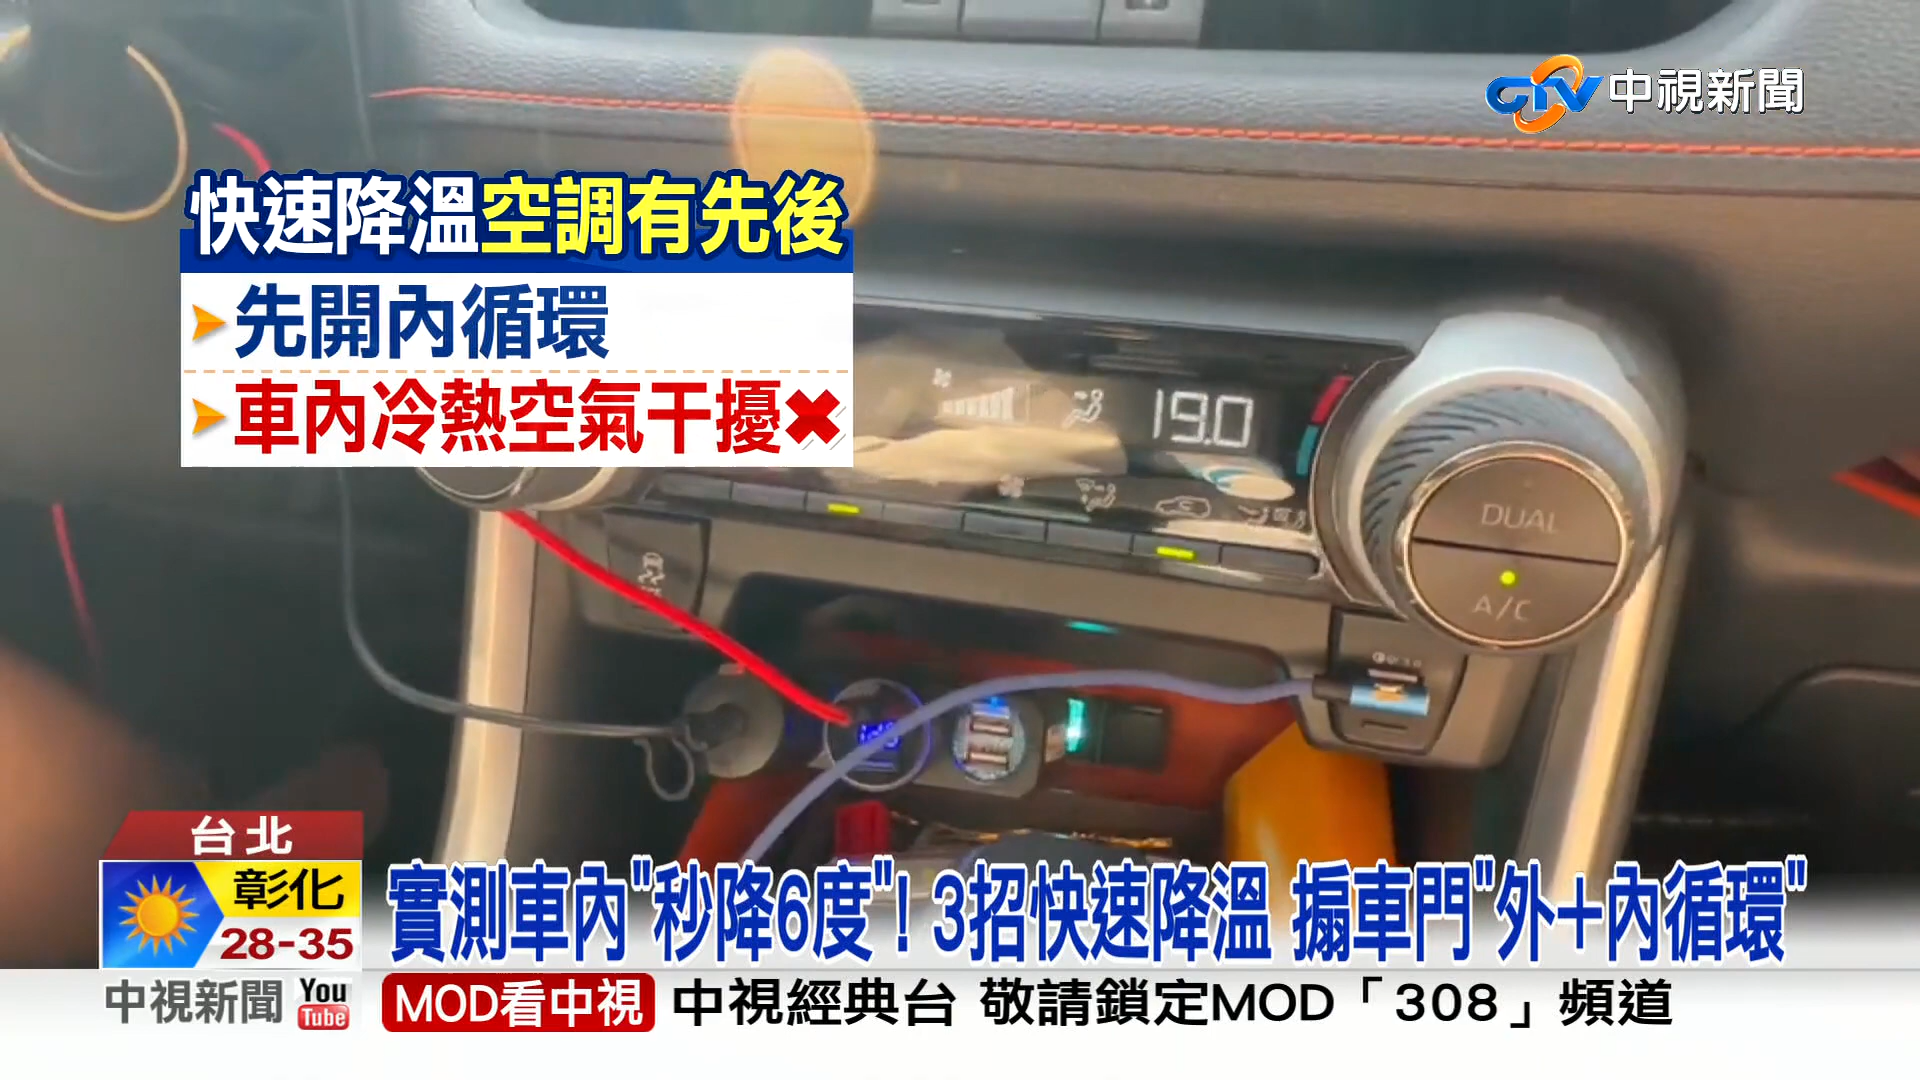 CTV 中視新聞
快速降溫空調有先後
先開內循環
車內冷熱空氣干擾✖
19.0
DUAL
A/C
台北
彰化
28-35
實測車內"秒降6度"! 3招快速降溫 搧車門"外+內循環"
中視新聞 YouTube
MOD看中視 中視經典台 敬請鎖定MOD「308」頻道